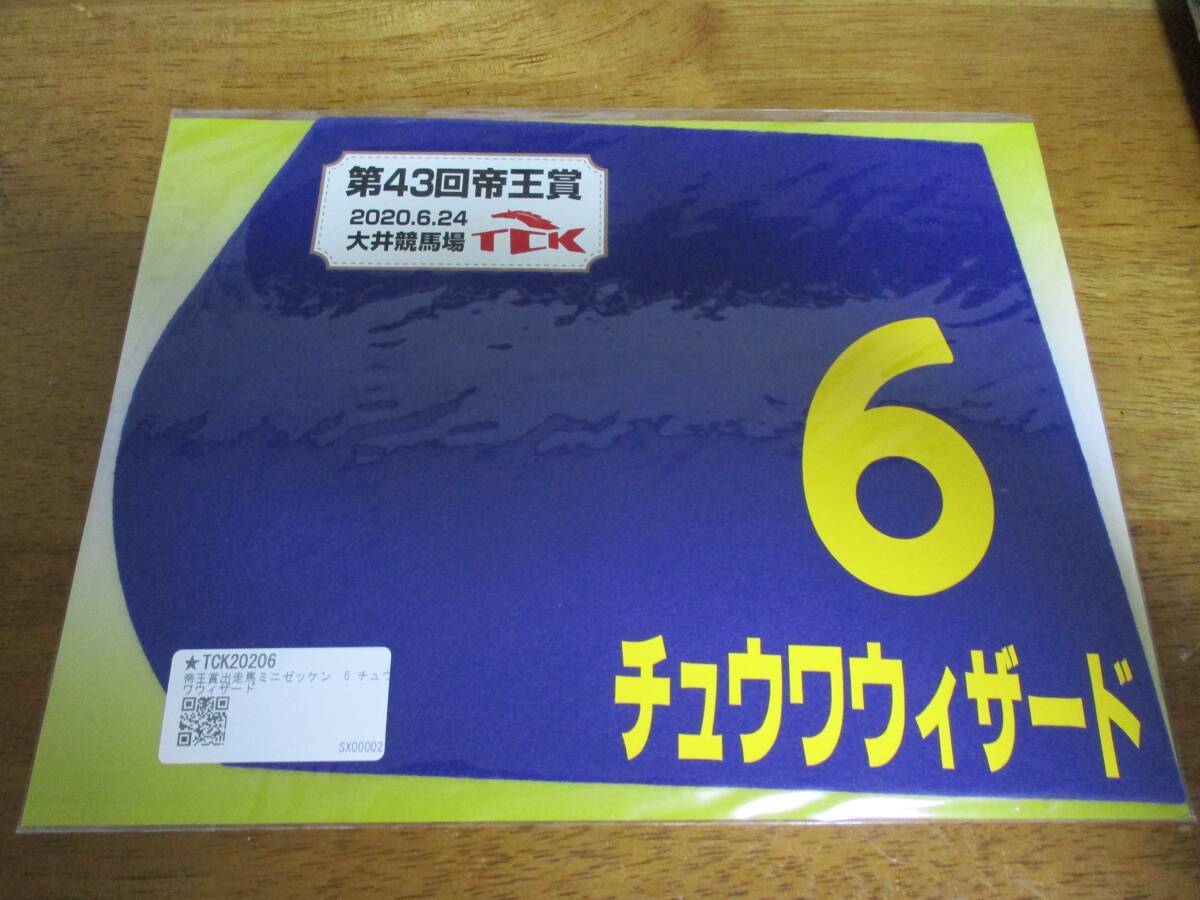 第43回帝王賞
2020.6.24
大井競馬場 TCK
6
チュウワウィザード
★TCK20206
帝王賞出走馬ミニゼッケン 6 チュウ
ワウィザード
SX00002